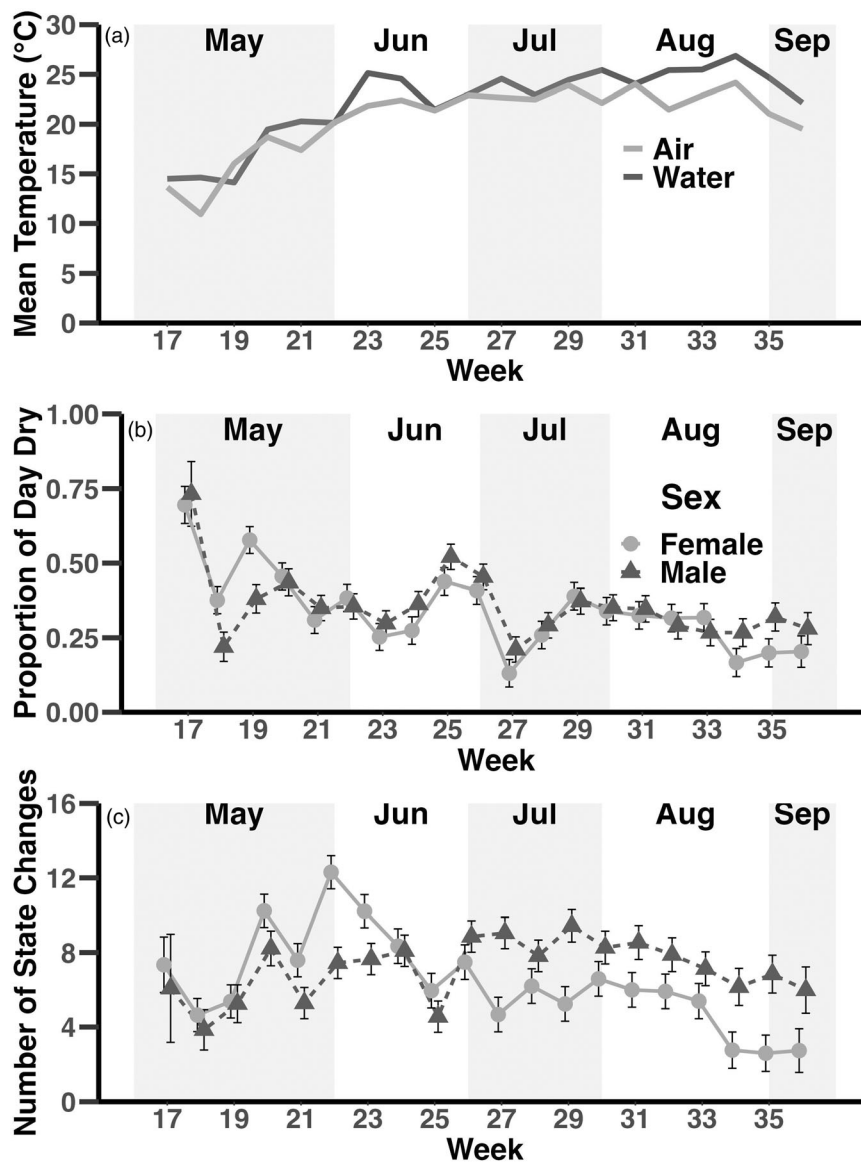 (a)
May Jun Jul Aug Sep
Mean Temperature (°C)
30
25
20
15
10
5
0
Air
Water
17 19 21 23 25 27 29 31 33 35
Week
(b)
May Jun Jul Aug Sep
Proportion of Day Dry
1.00
0.75
0.50
0.25
0.00
Sex
Female
Male
17 19 21 23 25 27 29 31 33 35
Week
(c)
May Jun Jul Aug Sep
Number of State Changes
16
12
8
4
0
17 19 21 23 25 27 29 31 33 35
Week